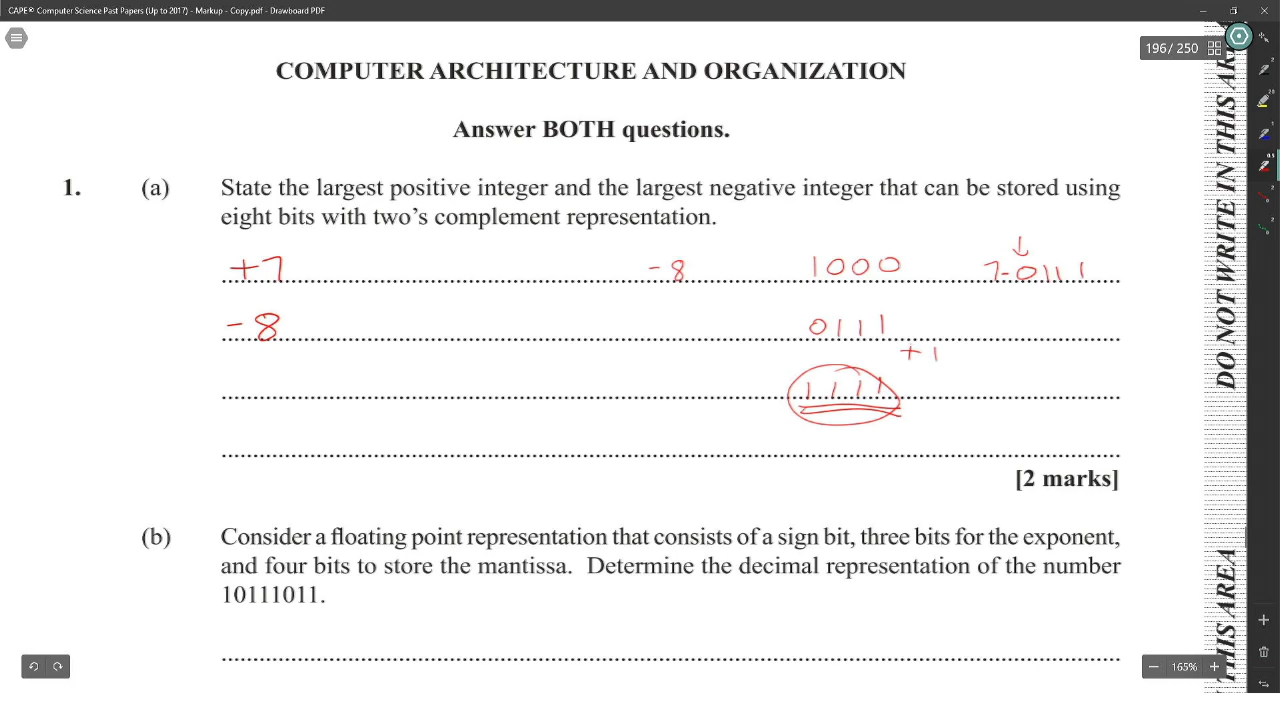 CAPE® Computer Science Past Papers (Up to 2017) - Markup - Copy.pdf - Drawboard PDF
196 / 250
COMPUTER ARCHITECTURE AND ORGANIZATION
Answer BOTH questions.
1. (a) State the largest positive integer and the largest negative integer that can be stored using
eight bits with two's complement representation.
+7 -8 1000 7-0111
-8 0111
+1
1111
[2 marks]
(b) Consider a floating point representation that consists of a sign bit, three bits for the exponent,
and four bits to store the mantissa. Determine the decimal representation of the number
10111011.
DO NOT WRITE IN THIS AR
THIS AREA
165%